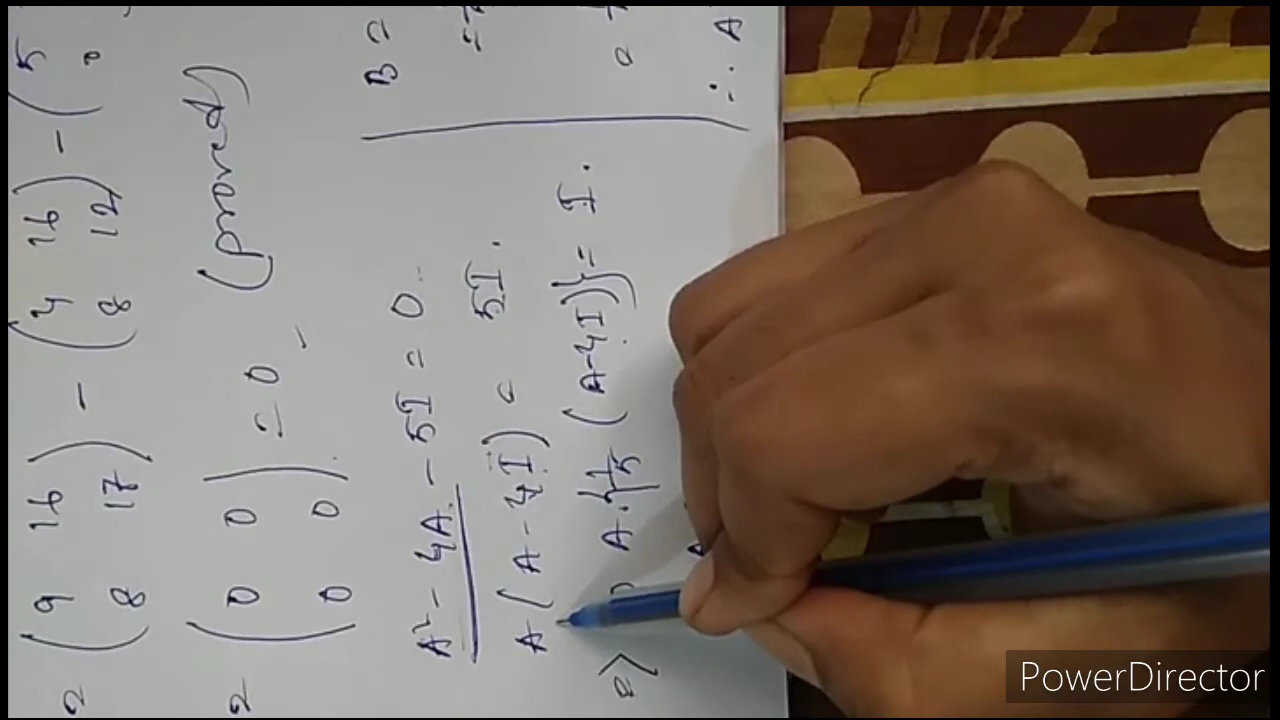 = ( 9 16 ) - ( 4 16 ) - ( 5
8 17 8 12 0
= ( 0 0 ) = 0 (proved)
0 0
A² - 4A - 5I = 0 B =
A(A - 4I) = 5I.
=> A.{1/5 (A-4I)} = I.
∴ A
PowerDirector